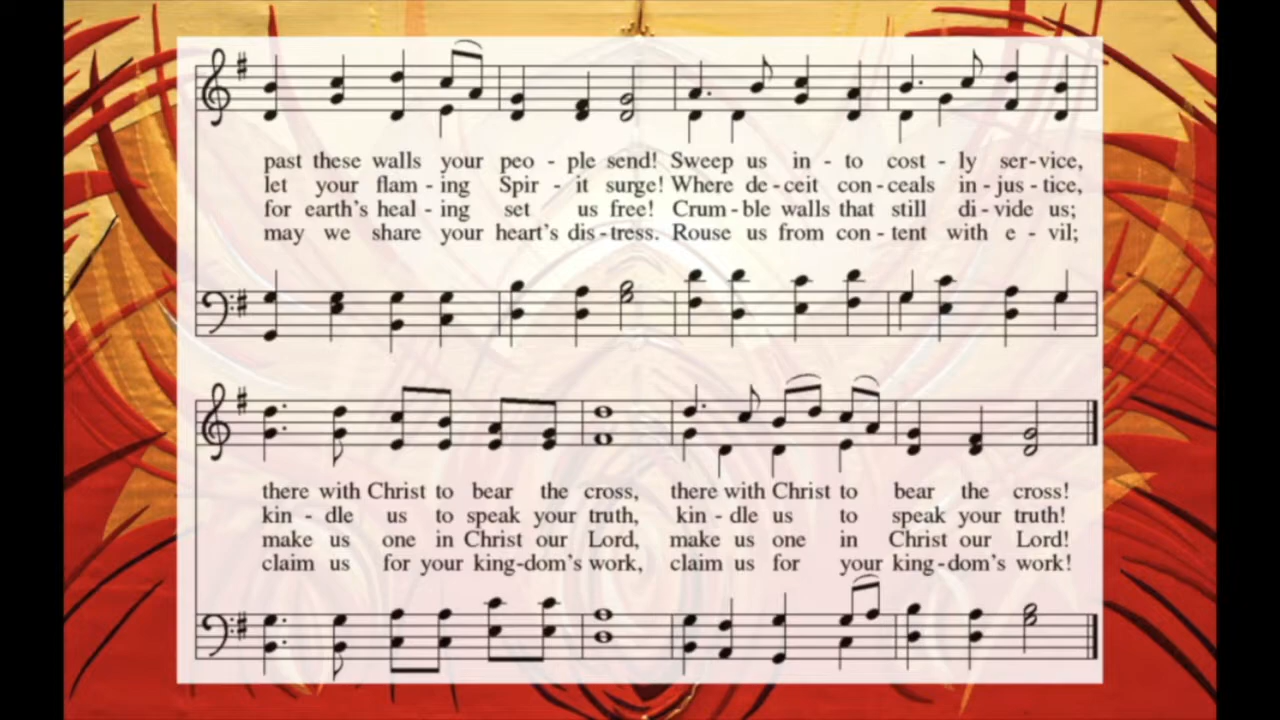 past these walls your peo - ple send! Sweep us in - to cost - ly ser - vice,
let your flam - ing Spir - it surge! Where de - ceit con - ceals in - jus - tice,
for earth's heal - ing set us free! Crum - ble walls that still di - vide us;
may we share your heart's dis - tress. Rouse us from con - tent with e - vil;
there with Christ to bear the cross, there with Christ to bear the cross!
kin - dle us to speak your truth, kin - dle us to speak your truth!
make us one in Christ our Lord, make us one in Christ our Lord!
claim us for your king - dom's work, claim us for your king - dom's work!